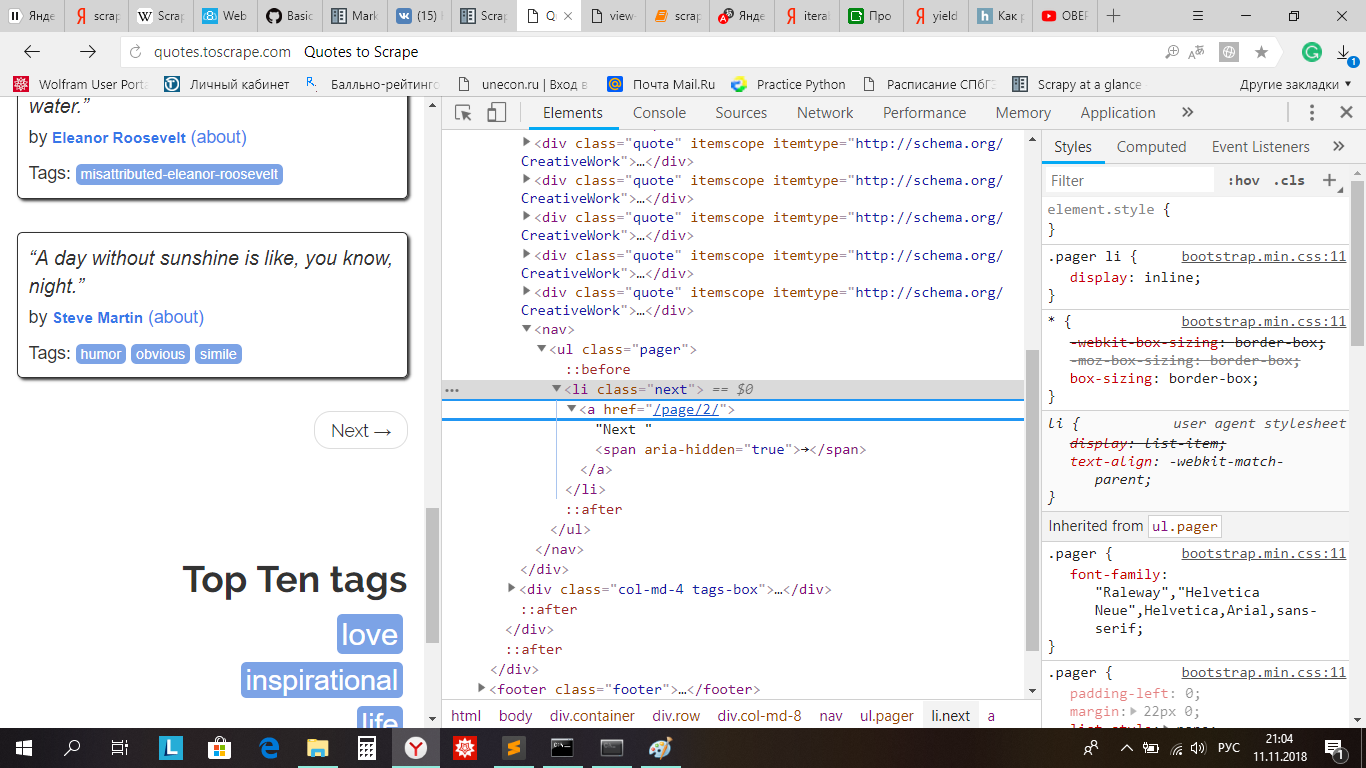 Янде
scrap
Scrap
Web
Basic
Mark
(15)
Scrap
Qu
view-
scrap
Янде
iteral
Про
yield
Как р
OBEP
quotes.toscrape.com Quotes to Scrape
1
Wolfram User Porta
Личный кабинет
Балльно-рейтинго
unecon.ru | Вход в
Почта Mail.Ru
Practice Python
Расписание СПбГЭ
Scrapy at a glance
Другие закладки
water.”
by Eleanor Roosevelt (about)
Tags: misattributed-eleanor-roosevelt
“A day without sunshine is like, you know,
night.”
by Steve Martin (about)
Tags: humor obvious simile
Next →
Top Ten tags
love
inspirational
life
Elements Console Sources Network Performance Memory Application »
<div class="quote" itemscope itemtype="http://schema.org/
CreativeWork">…</div>
<div class="quote" itemscope itemtype="http://schema.org/
CreativeWork">…</div>
<div class="quote" itemscope itemtype="http://schema.org/
CreativeWork">…</div>
<div class="quote" itemscope itemtype="http://schema.org/
CreativeWork">…</div>
<div class="quote" itemscope itemtype="http://schema.org/
CreativeWork">…</div>
<nav>
<ul class="pager">
::before
<li class="next"> == $0
<a href="/page/2/">
"Next "
<span aria-hidden="true">→</span>
</a>
</li>
::after
</ul>
</nav>
</div>
<div class="col-md-4 tags-box">…</div>
::after
</div>
::after
</div>
<footer class="footer">…</footer>
html body div.container div.row div.col-md-8 nav ul.pager li.next a
Styles Computed Event Listeners »
Filter :hov .cls +
element.style {
}
.pager li { bootstrap.min.css:11
display: inline;
}
* { bootstrap.min.css:11
-webkit-box-sizing: border-box;
-moz-box-sizing: border-box;
box-sizing: border-box;
}
li { user agent stylesheet
display: list-item;
text-align: -webkit-match-
parent;
}
Inherited from ul.pager
.pager { bootstrap.min.css:11
font-family:
"Raleway","Helvetica
Neue",Helvetica,Arial,sans-
serif;
}
.pager { bootstrap.min.css:11
padding-left: 0;
margin: 22px 0;
РУС
21:04
11.11.2018
1